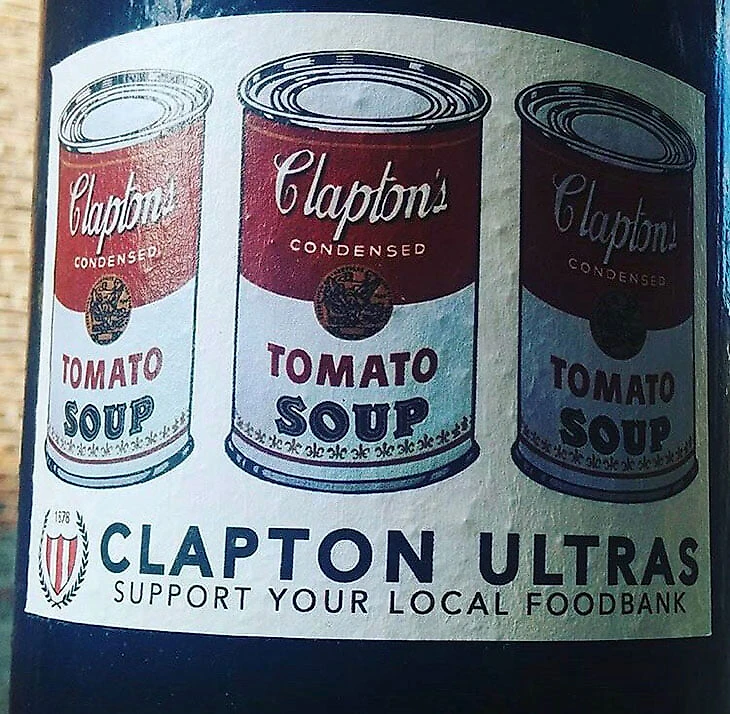 Clapton's
CONDENSED
TOMATO
SOUP
Clapton's
CONDENSED
TOMATO
SOUP
Clapton's
CONDENSED
TOMATO
SOUP
1878
CLAPTON ULTRAS
SUPPORT YOUR LOCAL FOODBANK